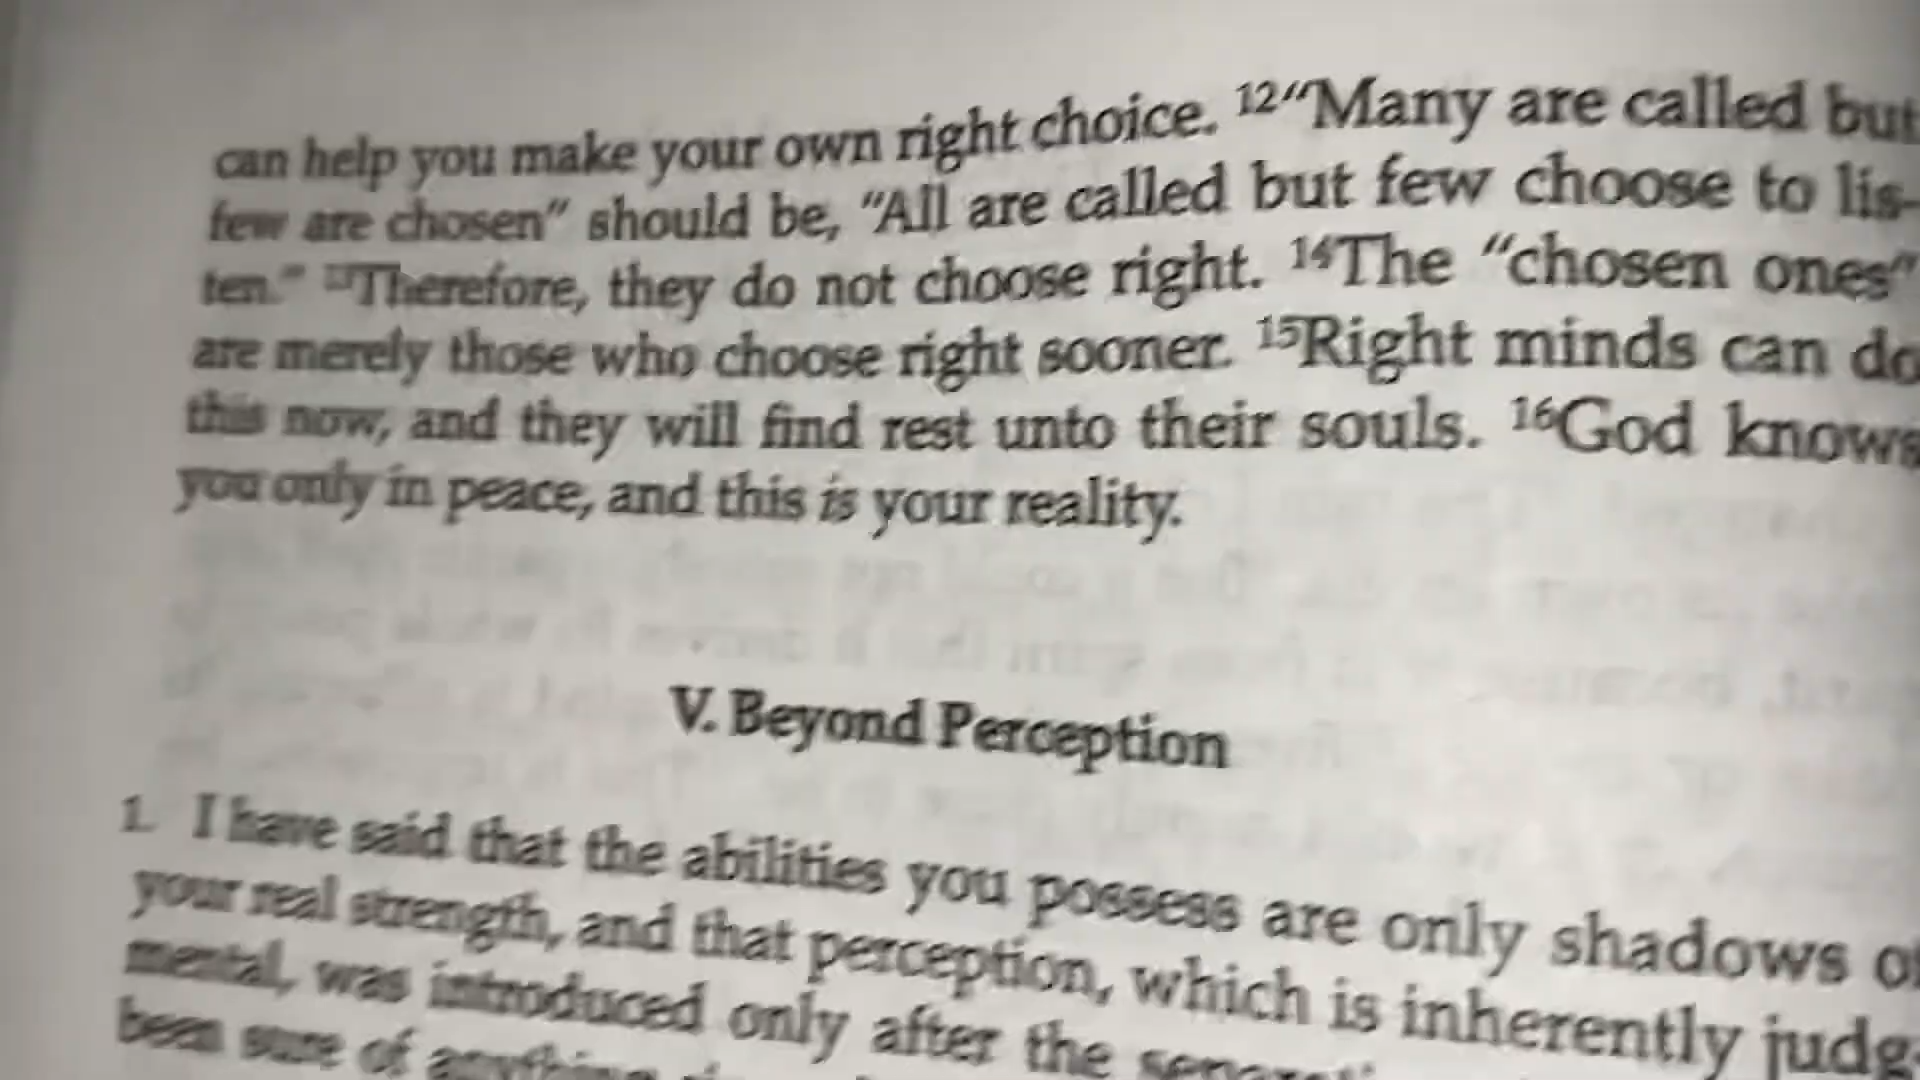 can help you make your own right choice. 12"Many are called but
few are chosen" should be, "All are called but few choose to lis-
ten." 13Therefore, they do not choose right. 14The "chosen ones"
are merely those who choose right sooner. 15Right minds can do
this now, and they will find rest unto their souls. 16God knows
you only in peace, and this is your reality.
V. Beyond Perception
1. I have said that the abilities you possess are only shadows of
your real strength, and that perception, which is inherently judg-
mental, was introduced only after the
been sure of anything